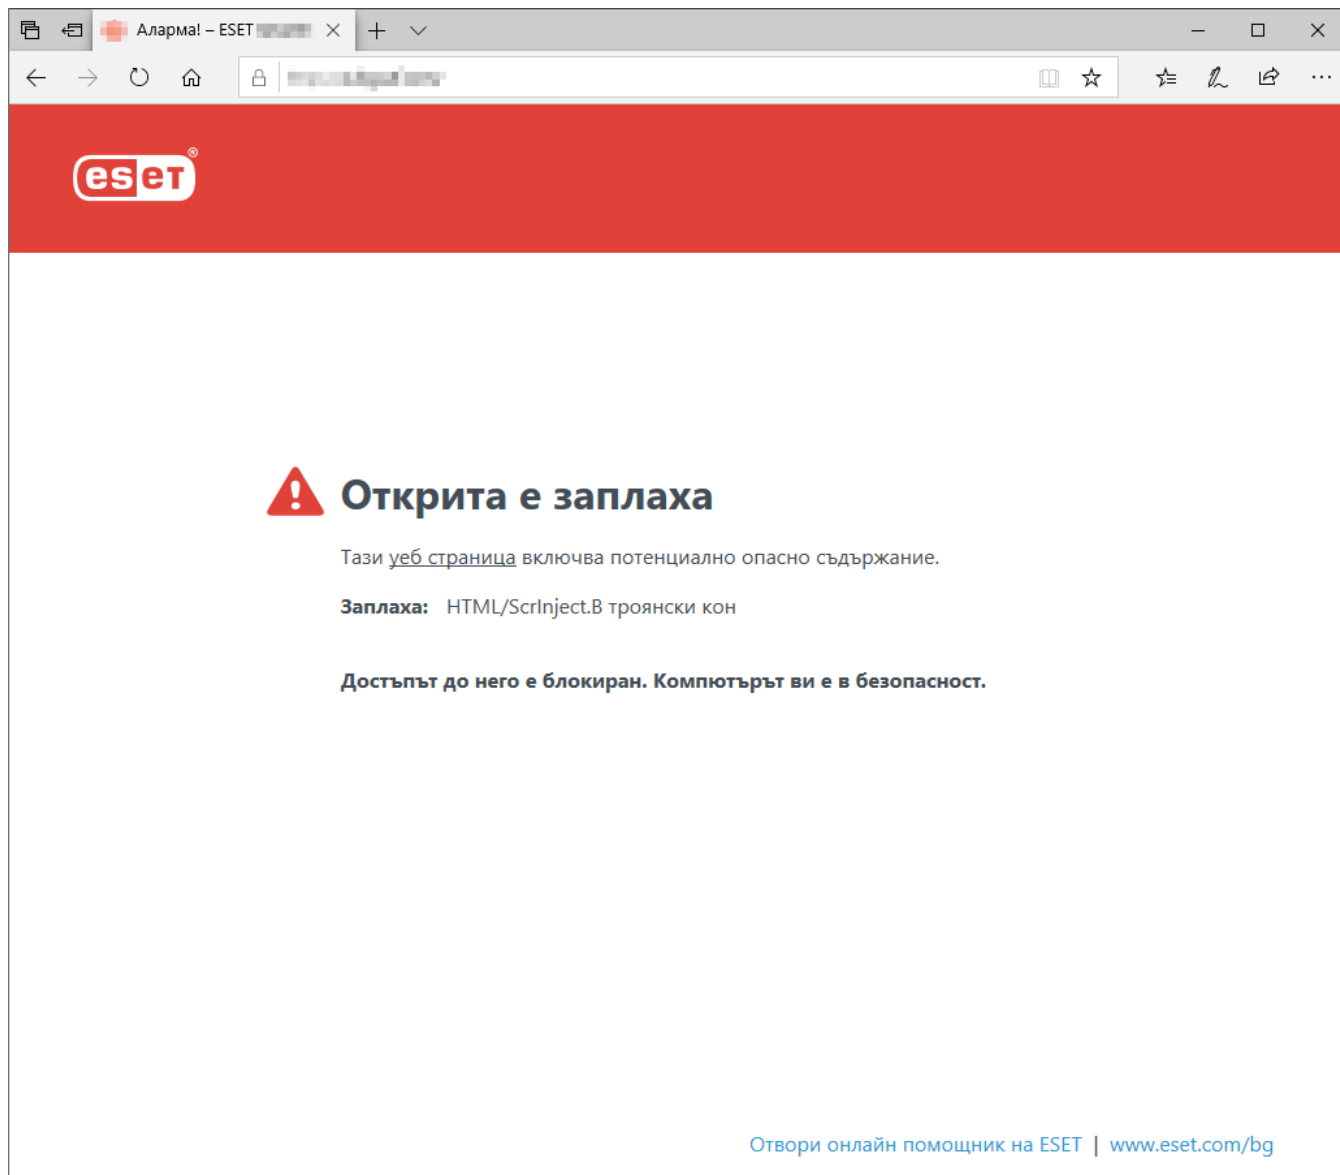 Аларма! – ESET
eset®
Открита е заплаха
Тази уеб страница включва потенциално опасно съдържание.
Заплаха: HTML/ScrInject.B троянски кон
Достъпът до него е блокиран. Компютърът ви е в безопасност.
Отвори онлайн помощник на ESET | www.eset.com/bg